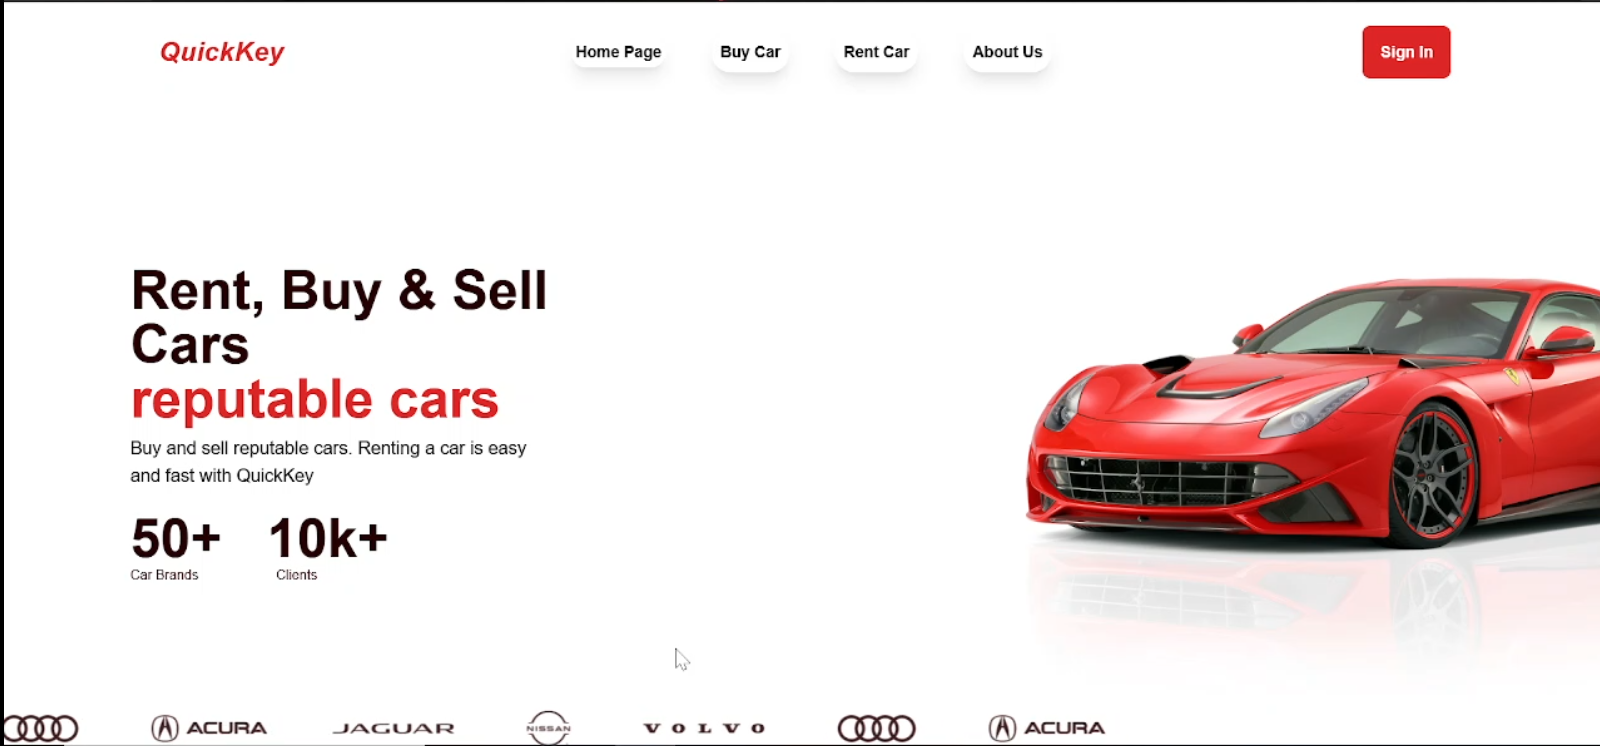 QuickKey
Home Page
Buy Car
Rent Car
About Us
Sign In
Rent, Buy & Sell
Cars
reputable cars
Buy and sell reputable cars. Renting a car is easy
and fast with QuickKey
50+
10k+
Car Brands
Clients
ACURA
JAGUAR
NISSAN
VOLVO
ACURA